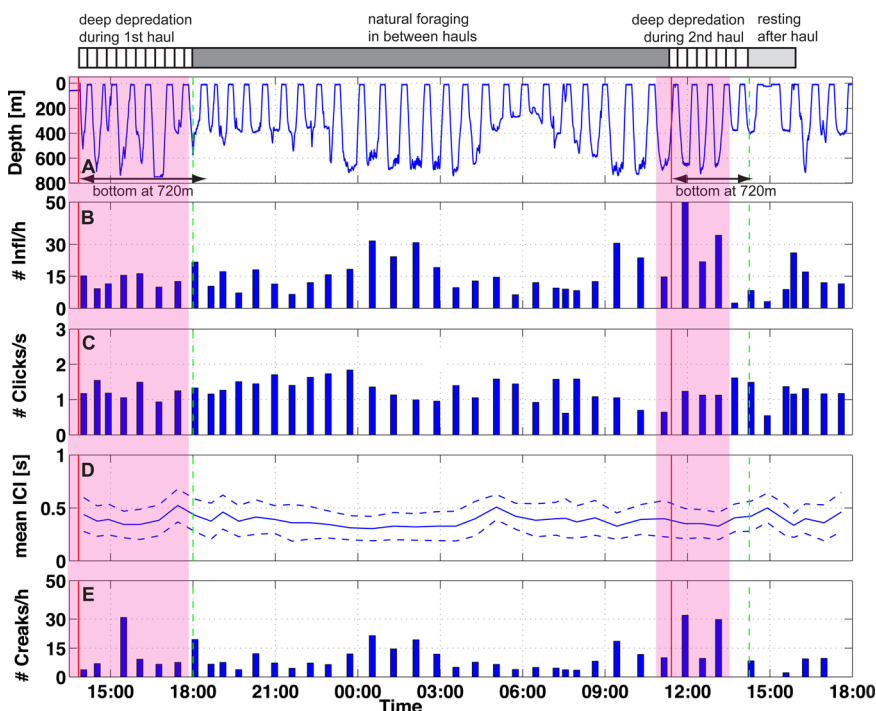 deep depredation
during 1st haul
natural foraging
in between hauls
deep depredation
during 2nd haul
resting
after haul
Depth [m]
0
200
400
600
800
A
bottom at 720m
bottom at 720m
# Infl/h
50
30
15
0
B
# Clicks/s
3
2
1
0
C
mean ICI [s]
1
0.5
0
D
# Creaks/h
50
30
15
0
E
15:00 18:00 21:00 00:00 03:00 06:00 09:00 12:00 15:00 18:00
Time